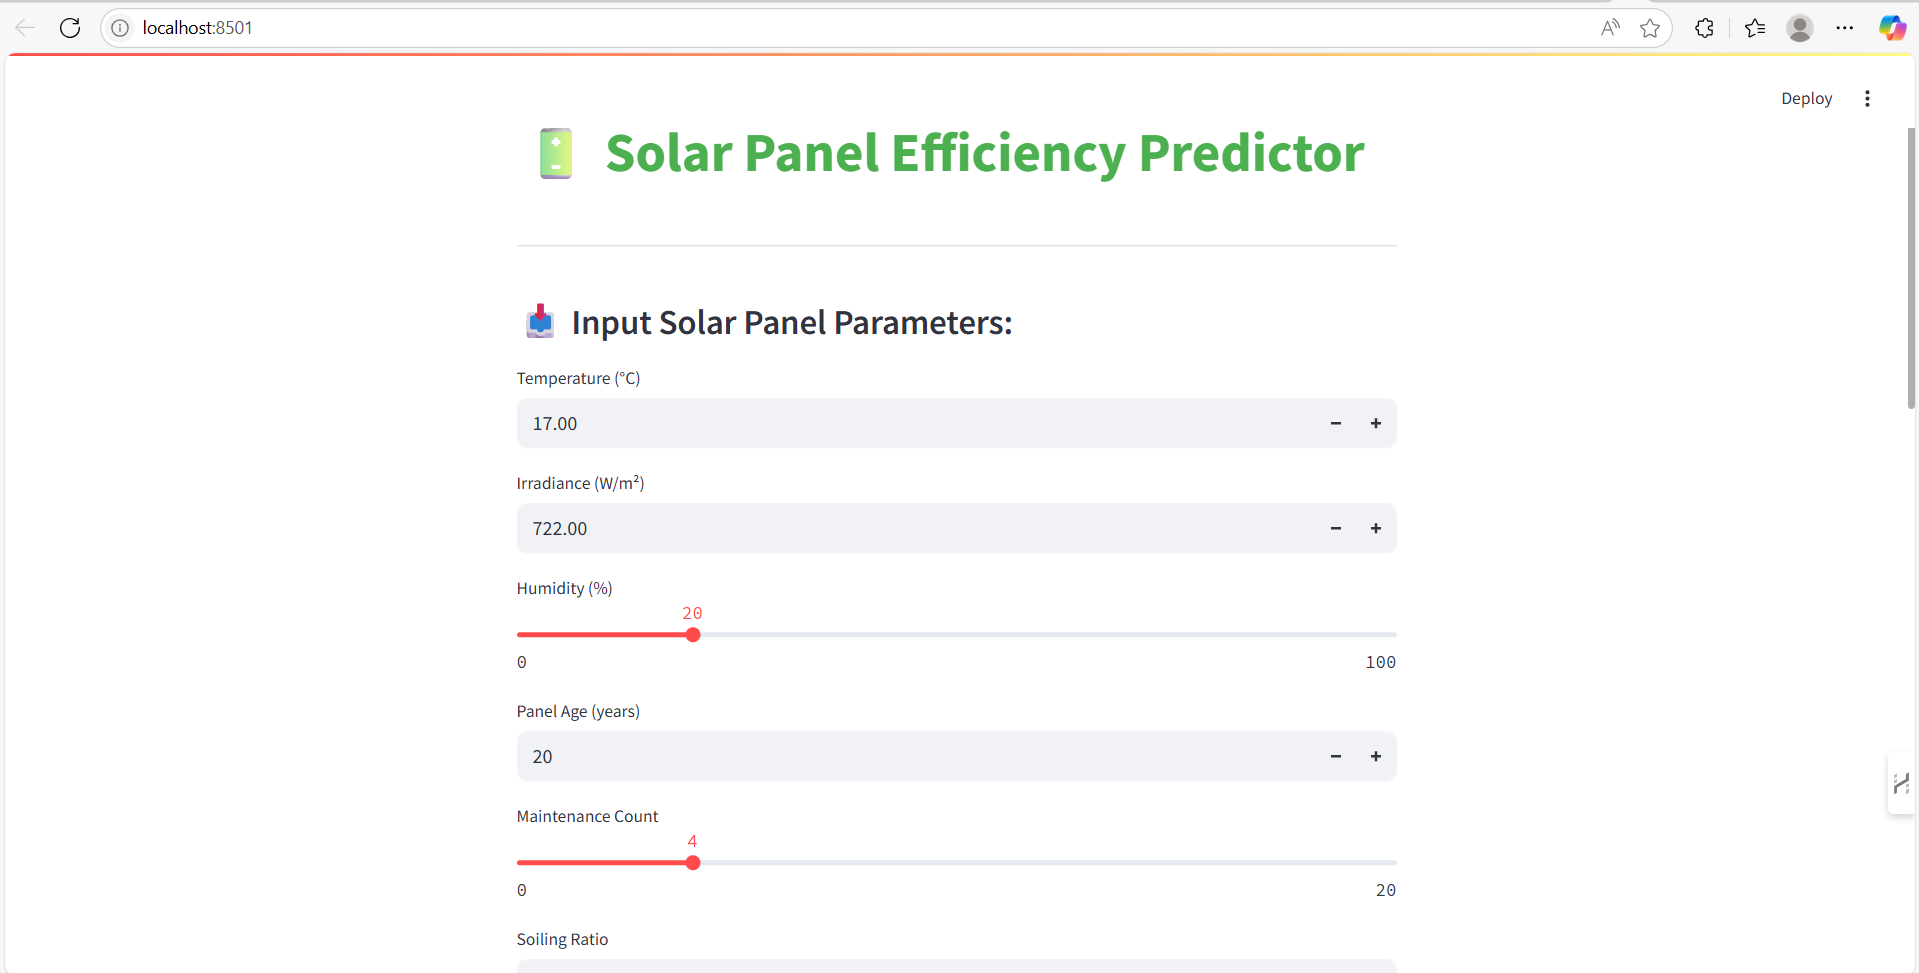 localhost:8501
Deploy
Solar Panel Efficiency Predictor
Input Solar Panel Parameters:
Temperature (°C)
17.00
Irradiance (W/m²)
722.00
Humidity (%)
20
0 100
Panel Age (years)
20
Maintenance Count
4
0 20
Soiling Ratio